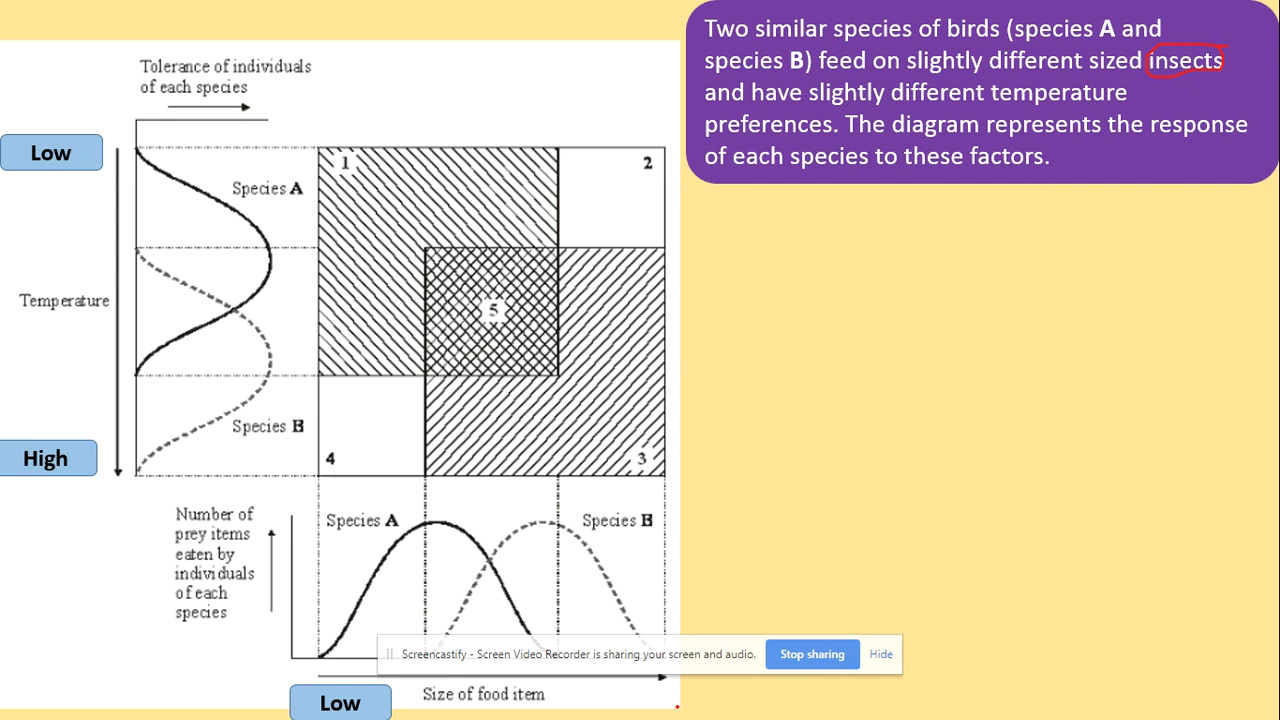 Two similar species of birds (species A and
species B) feed on slightly different sized insects
and have slightly different temperature
preferences. The diagram represents the response
of each species to these factors.
Tolerance of individuals
of each species
Low
1
2
Species A
Temperature
5
Species B
High
4
3
Number of
prey items
eaten by
individuals
of each
species
Species A
Species B
Screencastify - Screen Video Recorder is sharing your screen and audio.
Stop sharing
Hide
Low
Size of food item